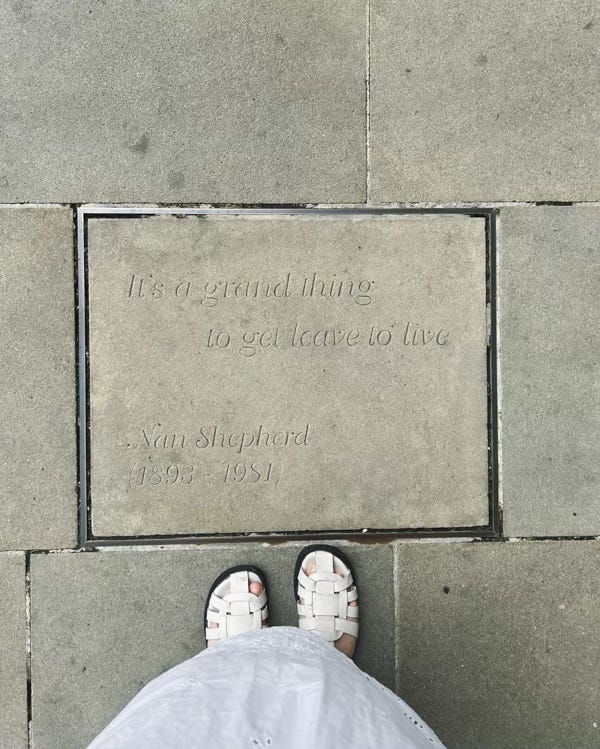 It's a grand thing
to get leave to live
Nan Shepherd
(1893 - 1981)